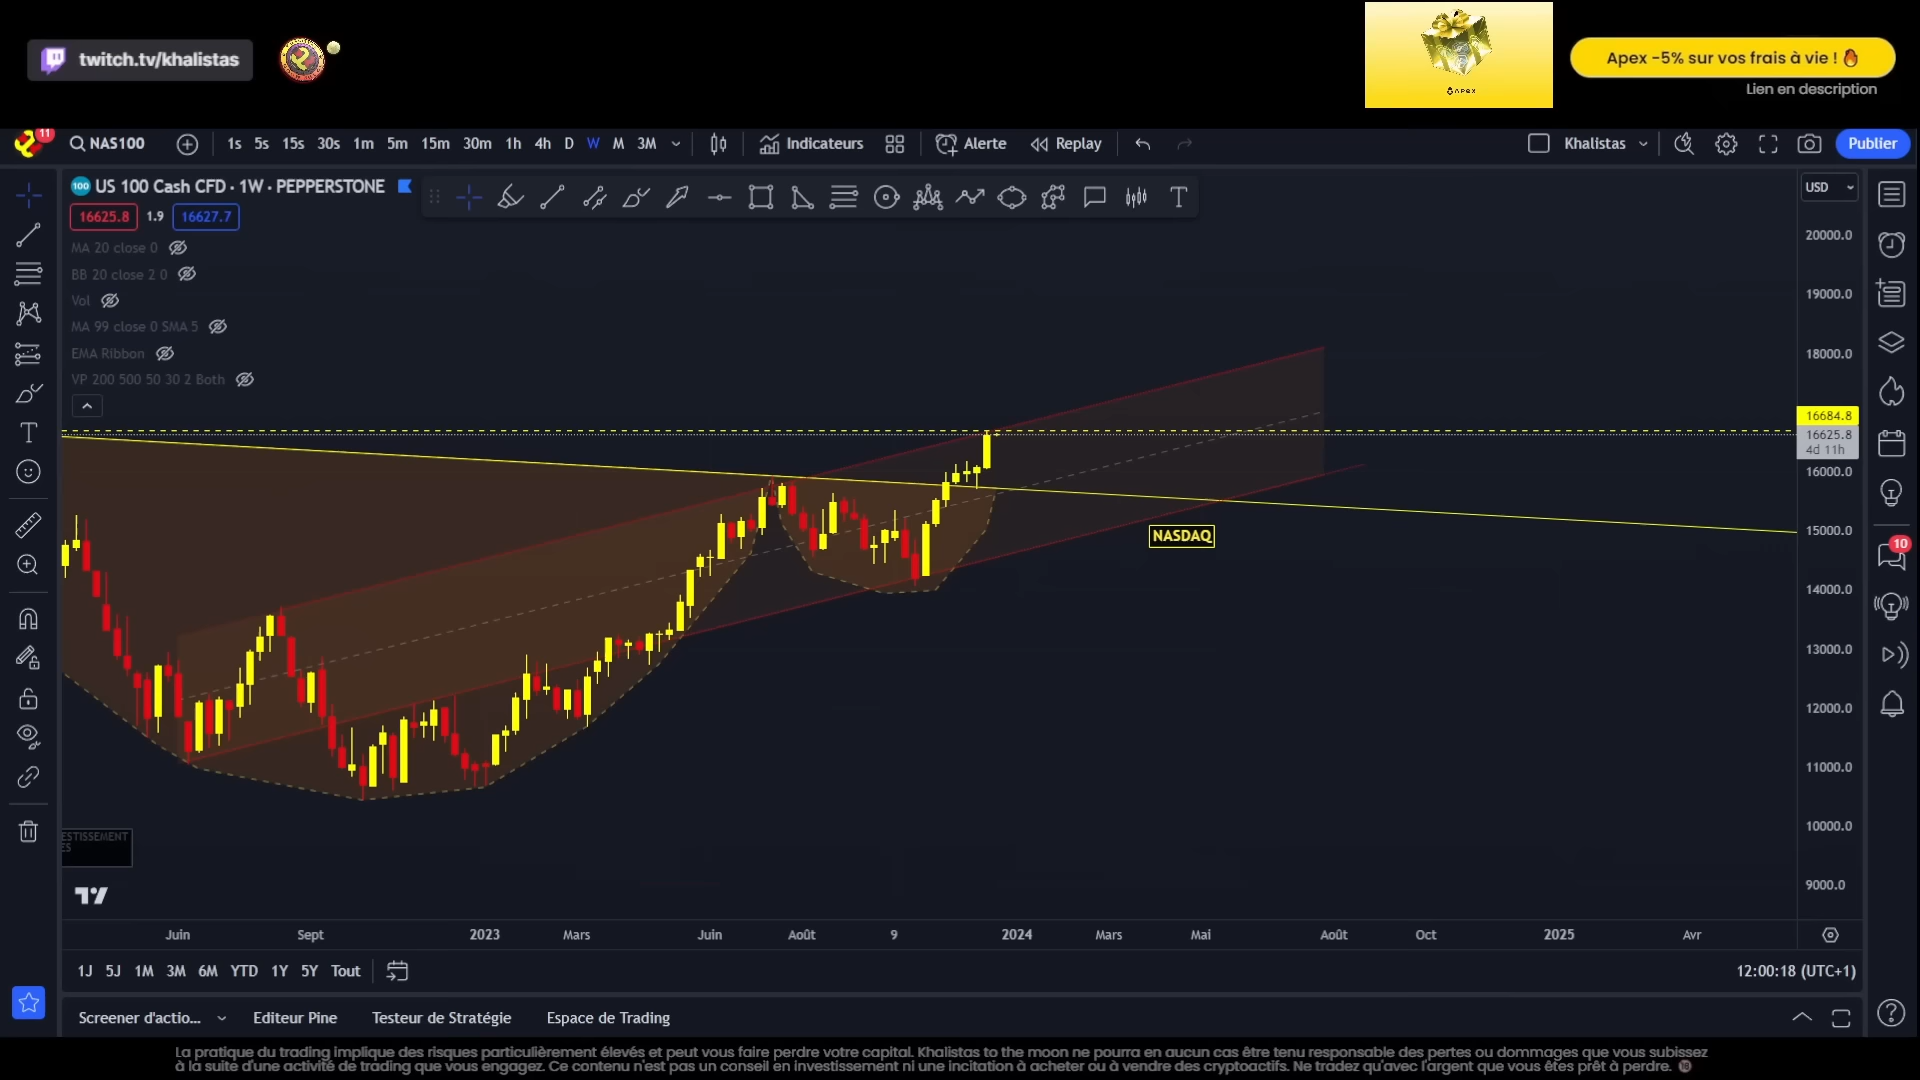 twitch.tv/khalistas
APEX
Apex -5% sur vos frais à vie ! 🔥
Lien en description
11
NAS100
1s 5s 15s 30s 1m 5m 15m 30m 1h 4h D W M 3M
Indicateurs
Alerte
Replay
Khalistas
Publier
100 US 100 Cash CFD · 1W · PEPPERSTONE
USD
16625.8 1.9 16627.7
MA 20 close 0
BB 20 close 2 0
Vol
MA 99 close 0 SMA 5
EMA Ribbon
VP 200 500 50 30 2 Both
20000.0
19000.0
18000.0
16684.8
16625.8
4d 11h
16000.0
15000.0
14000.0
13000.0
12000.0
11000.0
10000.0
9000.0
NASDAQ
10
ESTISSEMENT
ES
Juin Sept 2023 Mars Juin Août 9 2024 Mars Mai Août Oct 2025 Avr
1J 5J 1M 3M 6M YTD 1Y 5Y Tout
12:00:18 (UTC+1)
Screener d'actio... Editeur Pine Testeur de Stratégie Espace de Trading
La pratique du trading implique des risques particulièrement élevés et peut vous faire perdre votre capital. Khalistas to the moon ne pourra en aucun cas être tenu responsable des pertes ou dommages que vous subissez
à la suite d'une activité de trading que vous engagez. Ce contenu n'est pas un conseil en investissement ni une incitation à acheter ou à vendre des cryptoactifs. Ne tradez qu'avec l'argent que vous êtes prêt à perdre. 🔞